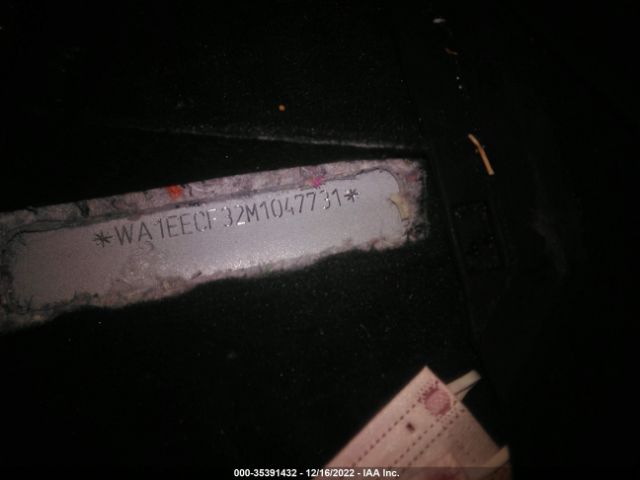 *WA1EECF32M1047731*
000-35391432 - 12/16/2022 - IAA Inc.